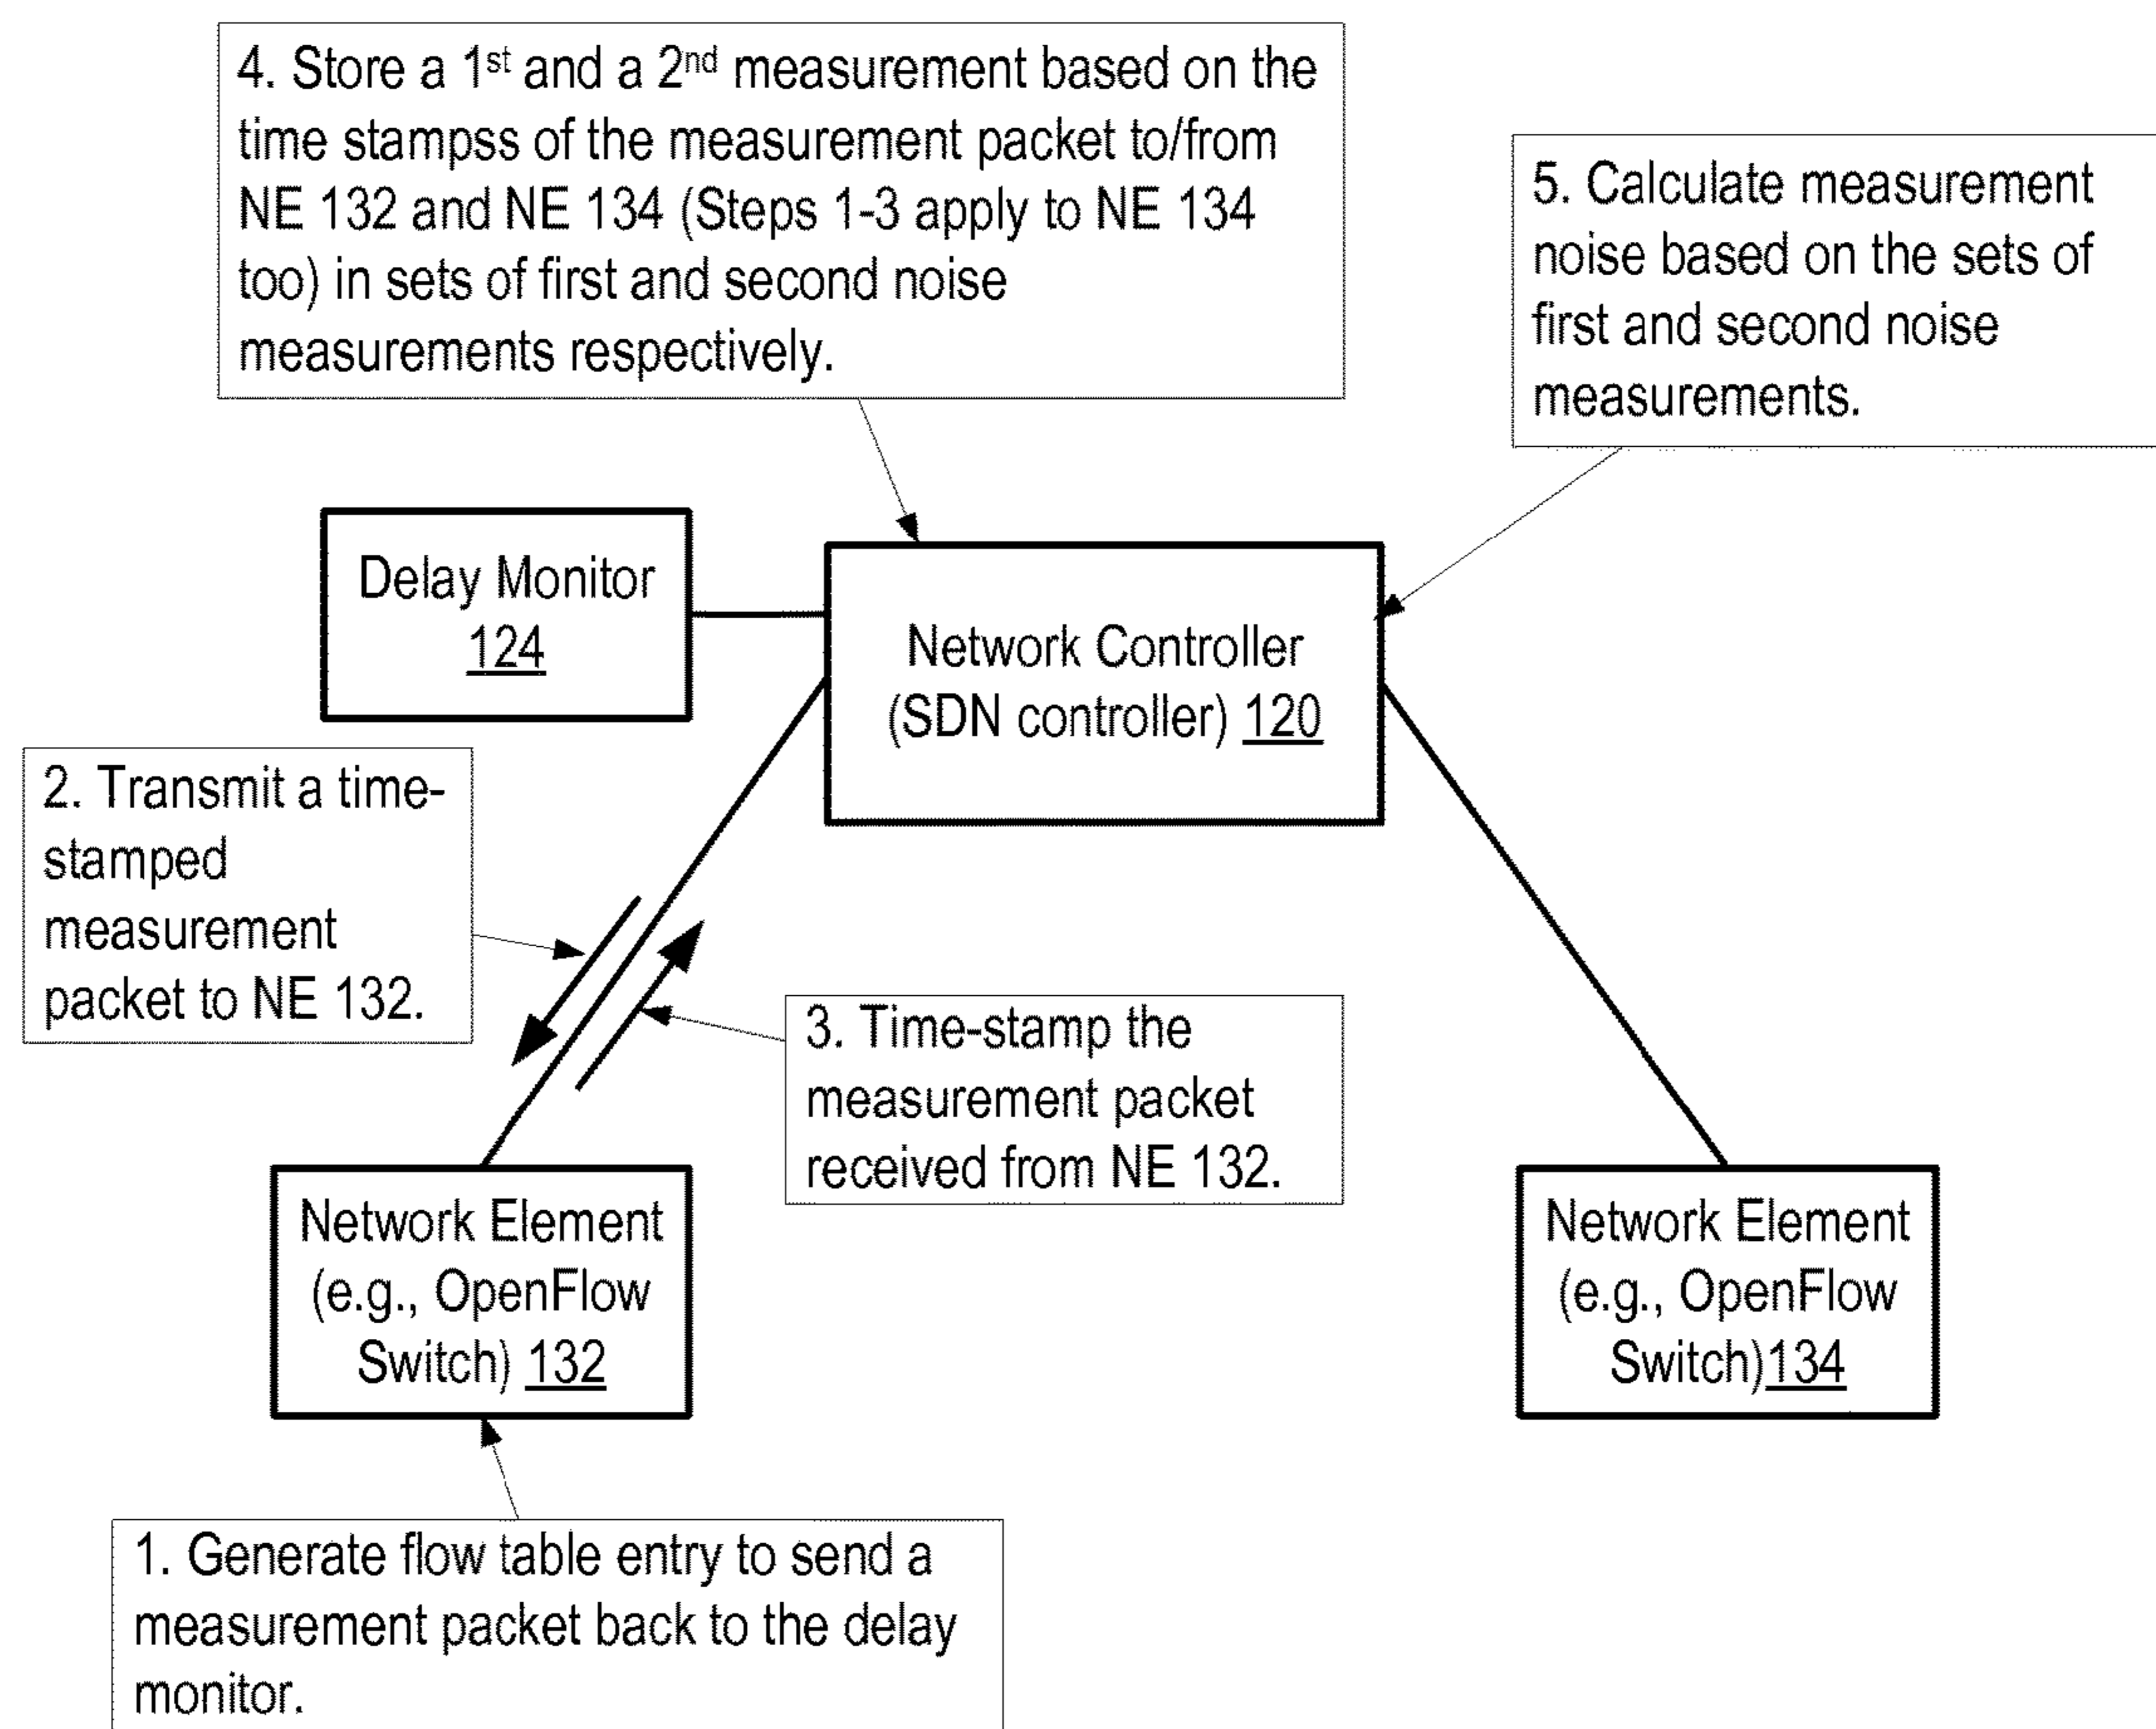 4. Store a 1st and a 2nd measurement based on the
time stampss of the measurement packet to/from
NE 132 and NE 134 (Steps 1-3 apply to NE 134
too) in sets of first and second noise
measurements respectively.
5. Calculate measurement
noise based on the sets of
first and second noise
measurements.
Delay Monitor
124
Network Controller
(SDN controller) 120
2. Transmit a time-
stamped
measurement
packet to NE 132.
3. Time-stamp the
measurement packet
received from NE 132.
Network Element
(e.g., OpenFlow
Switch) 132
Network Element
(e.g., OpenFlow
Switch)134
1. Generate flow table entry to send a
measurement packet back to the delay
monitor.